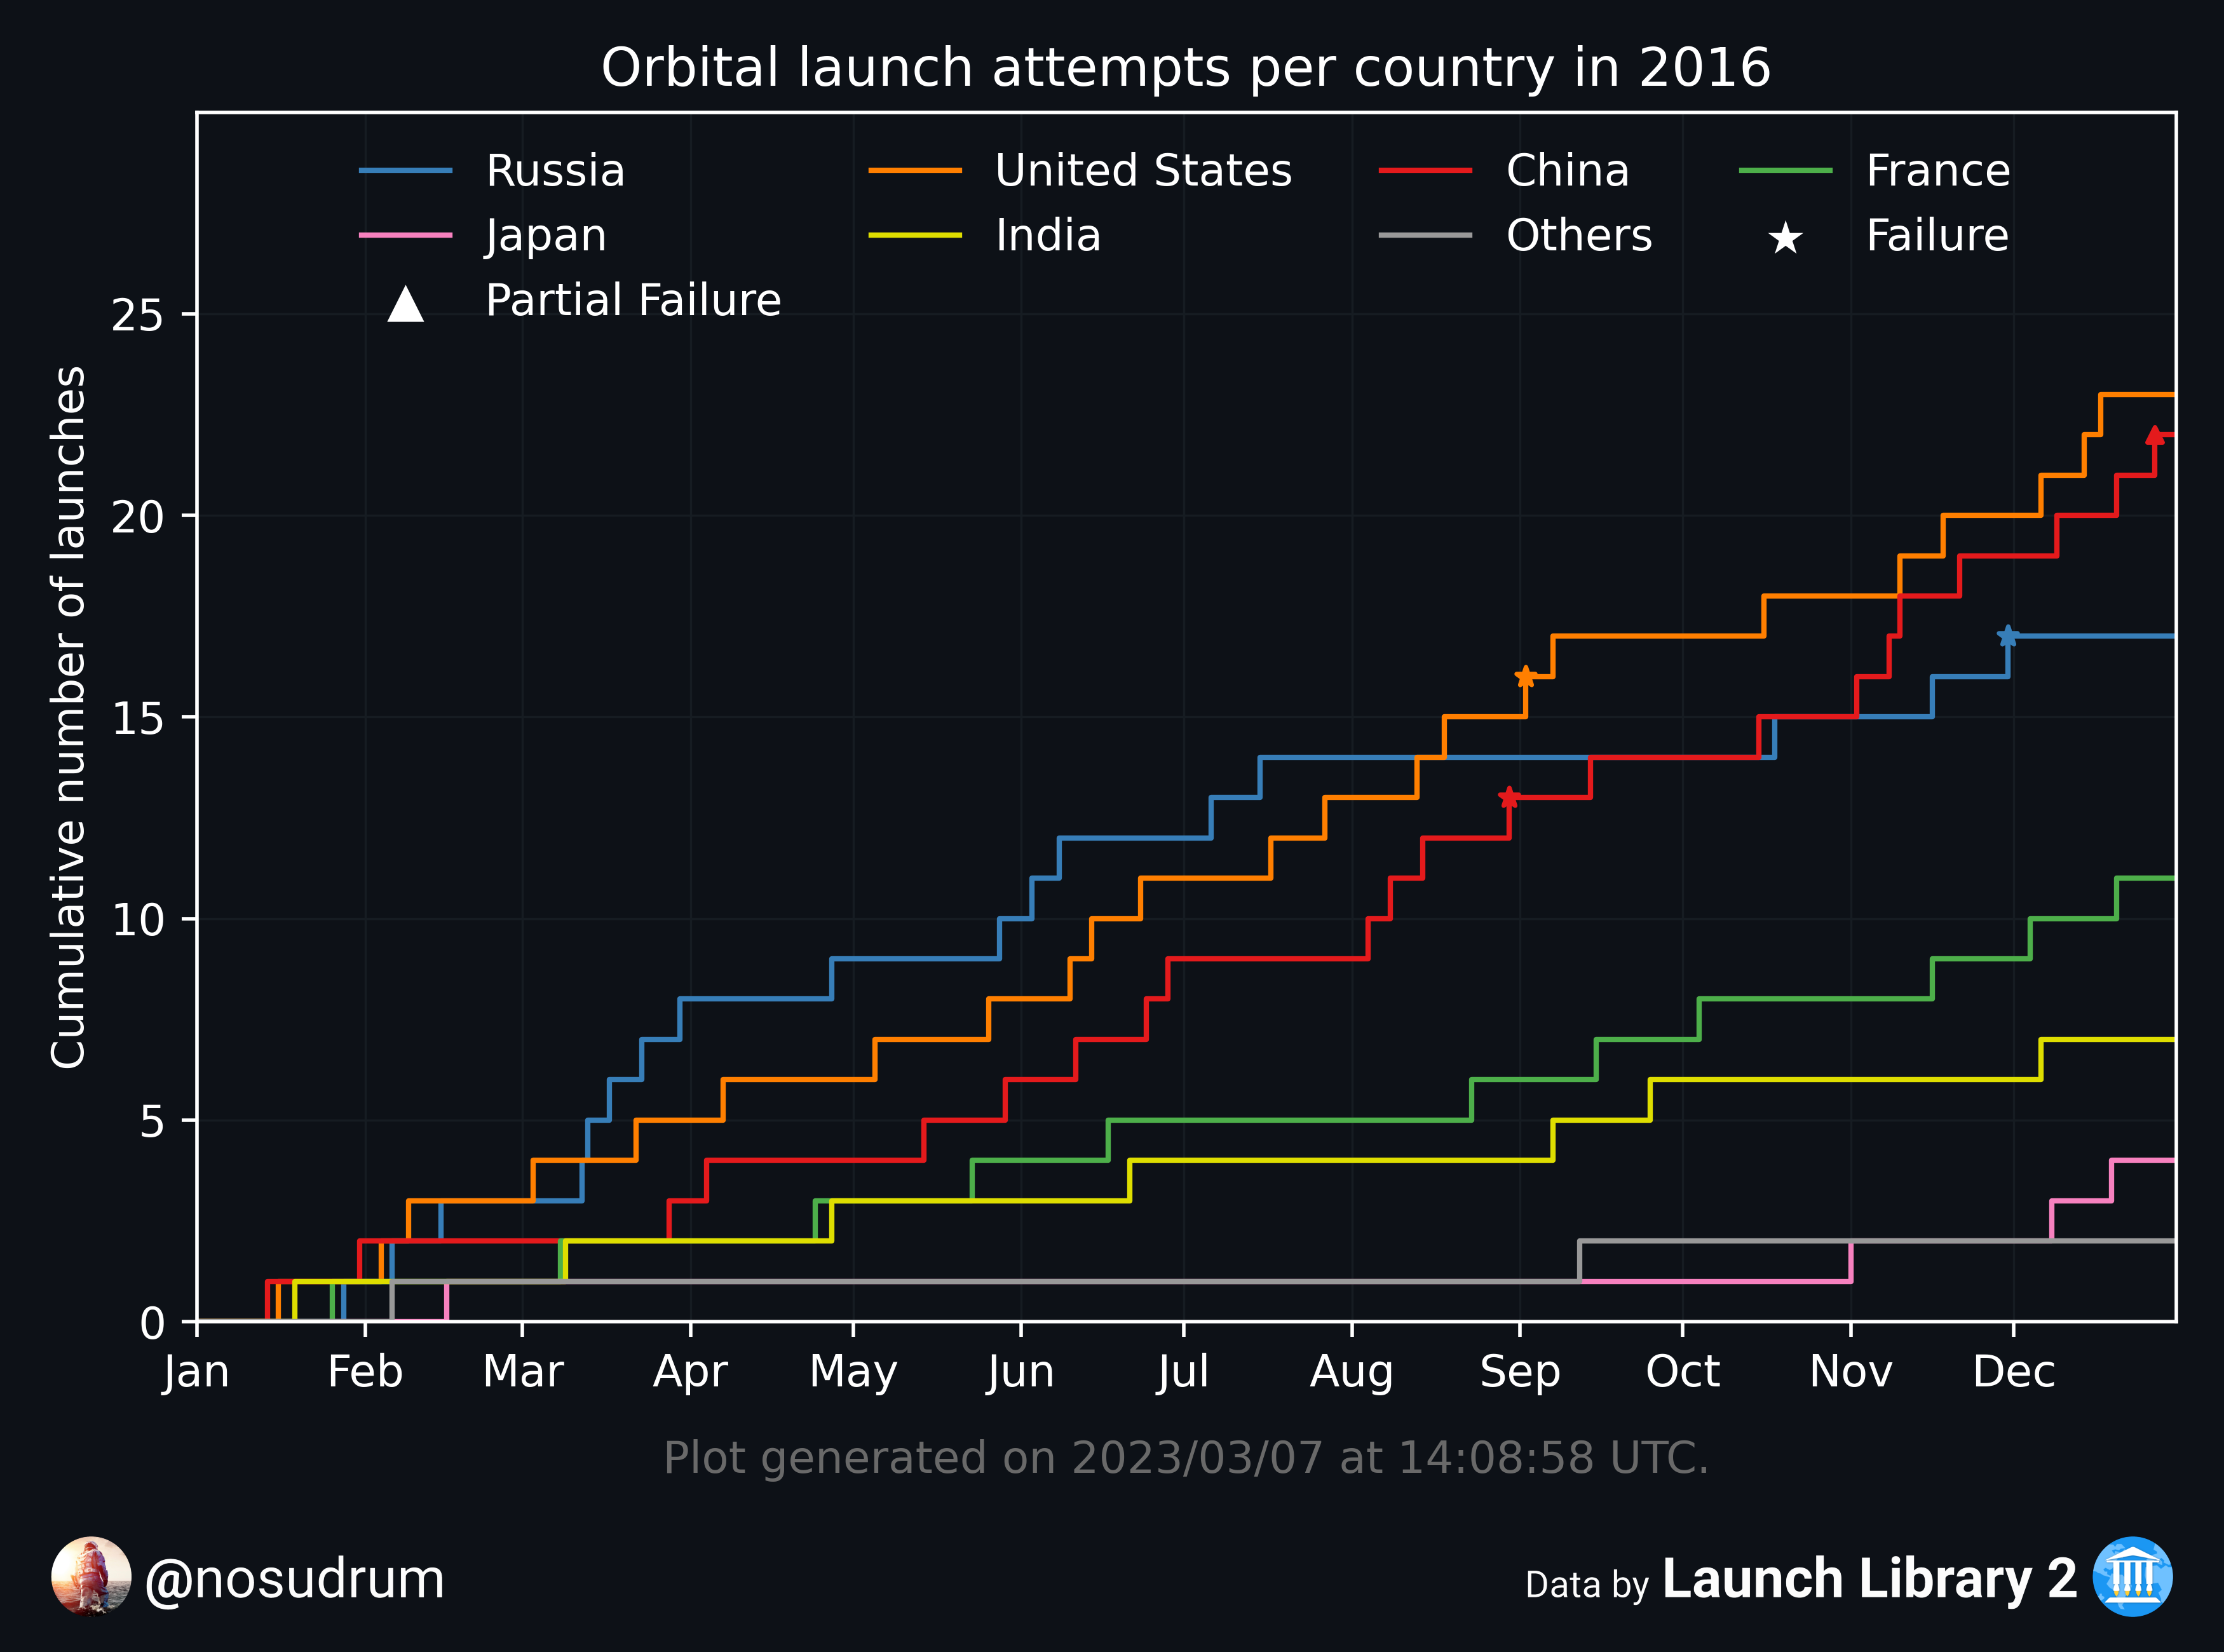 Orbital launch attempts per country in 2016
Russia United States China France
Japan India Others Failure
Partial Failure
Cumulative number of launches
25
20
15
10
5
0
Jan Feb Mar Apr May Jun Jul Aug Sep Oct Nov Dec
Plot generated on 2023/03/07 at 14:08:58 UTC.
@nosudrum
Data by Launch Library 2